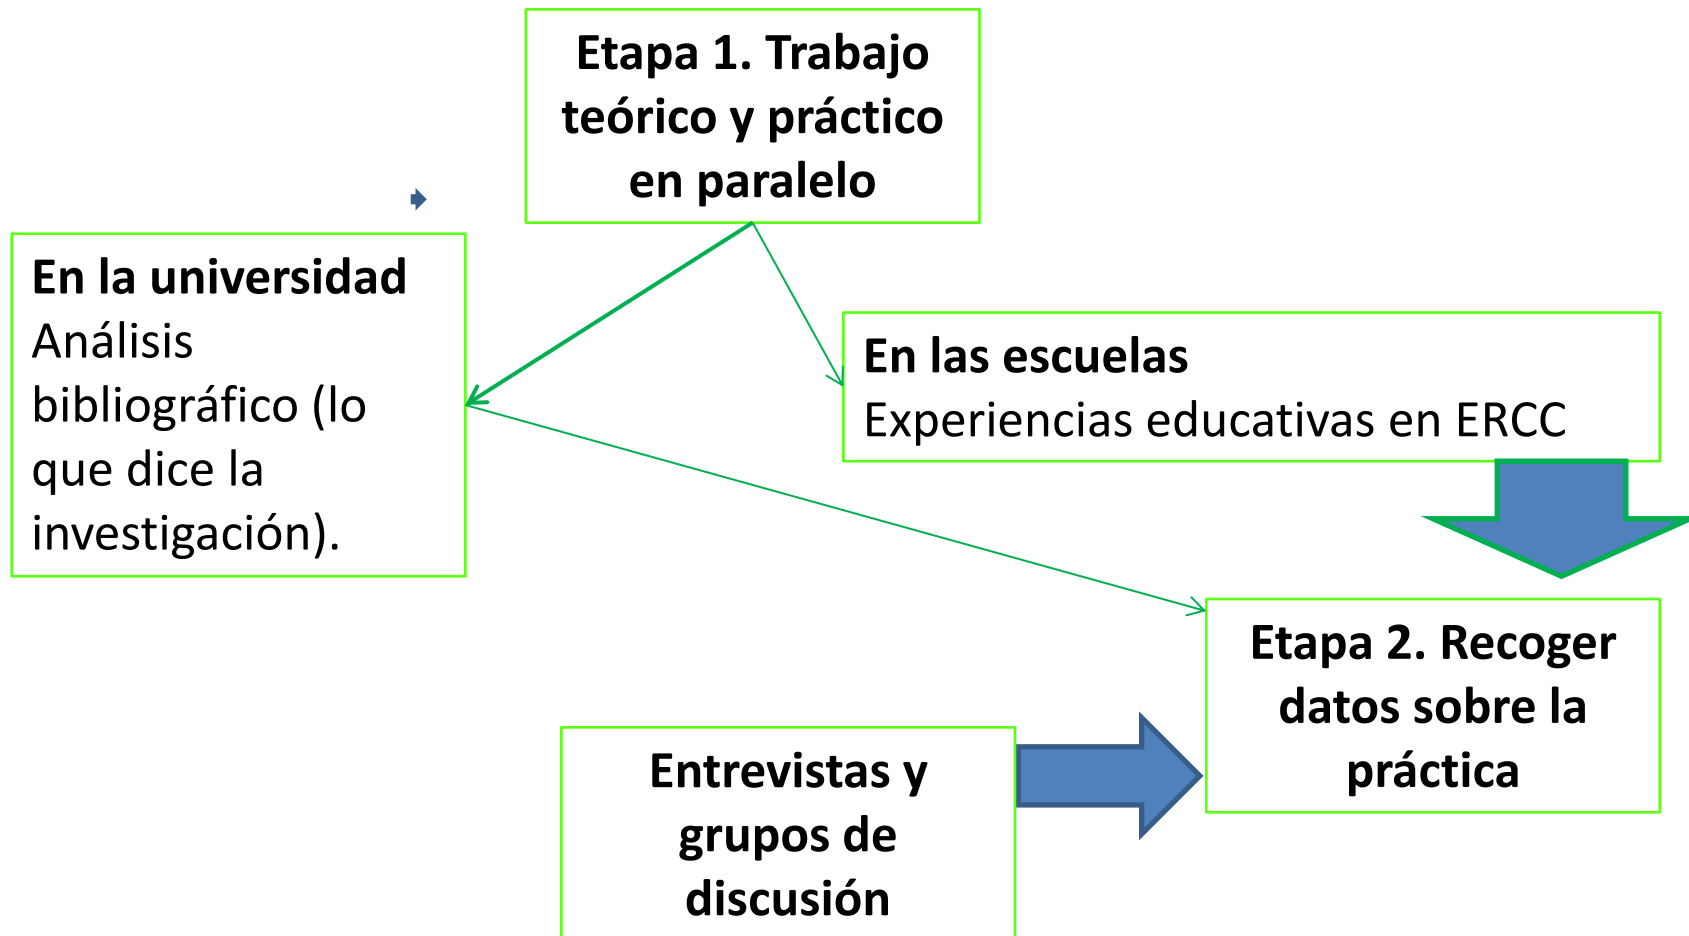 Etapa 1. Trabajo
teórico y práctico
en paralelo
En la universidad
Análisis
bibliográfico (lo
que dice la
investigación).
En las escuelas
Experiencias educativas en ERCC
Etapa 2. Recoger
datos sobre la
práctica
Entrevistas y
grupos de
discusión